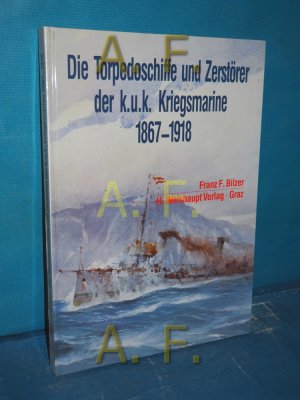 A. F.
Die Torpedoschiffe und Zerstörer
der k.u.k. Kriegsmarine
1867–1918
A. F.
Franz F. Bilzer
H. Weishaupt Verlag · Graz
A. F.
A. F.